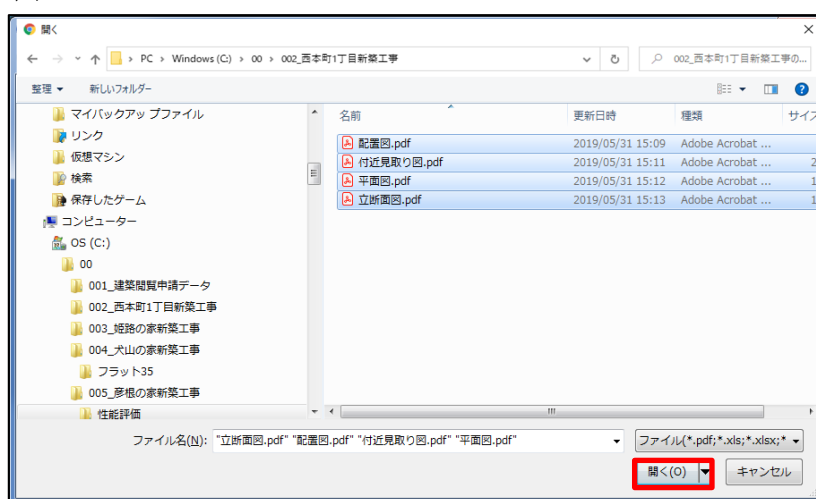 開く
PC › Windows (C:) › 00 › 002_西本町1丁目新築工事
002_西本町1丁目新築工事の...
整理 新しいフォルダー
マイバックアップファイル
リンク
仮想マシン
検索
保存したゲーム
コンピューター
OS (C:)
00
001_建築閲覧申請データ
002_西本町1丁目新築工事
003_姫路の家新築工事
004_犬山の家新築工事
フラット35
005_彦根の家新築工事
性能評価
名前 更新日時 種類 サイズ
配置図.pdf 2019/05/31 15:09 Adobe Acrobat ...
付近見取り図.pdf 2019/05/31 15:11 Adobe Acrobat ... 2
平面図.pdf 2019/05/31 15:12 Adobe Acrobat ... 1
立断面図.pdf 2019/05/31 15:13 Adobe Acrobat ... 1
ファイル名(N): "立断面図.pdf" "配置図.pdf" "付近見取り図.pdf" "平面図.pdf"
ファイル(*.pdf;*.xls;*.xlsx;*
開く(O) キャンセル